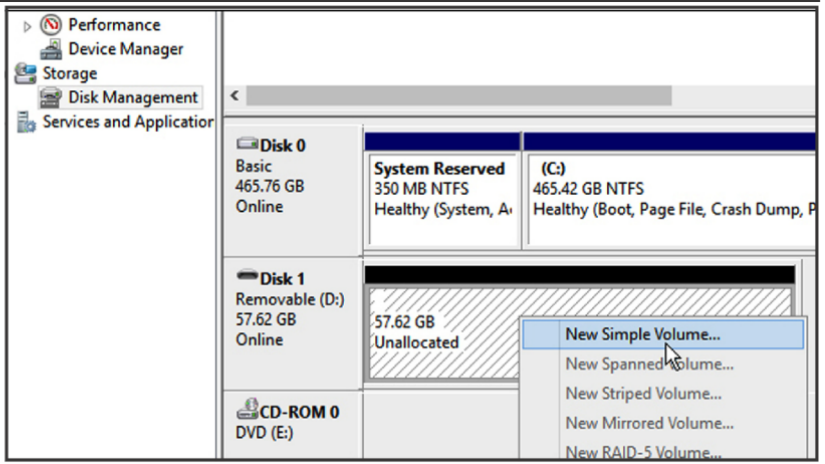 Performance
Device Manager
Storage
Disk Management
Services and Application
Disk 0
Basic
465.76 GB
Online
System Reserved
350 MB NTFS
Healthy (System, A
(C:)
465.42 GB NTFS
Healthy (Boot, Page File, Crash Dump, P
Disk 1
Removable (D:)
57.62 GB
Online
57.62 GB
Unallocated
New Simple Volume...
New Spanned Volume...
New Striped Volume...
New Mirrored Volume...
New RAID-5 Volume...
CD-ROM 0
DVD (E:)